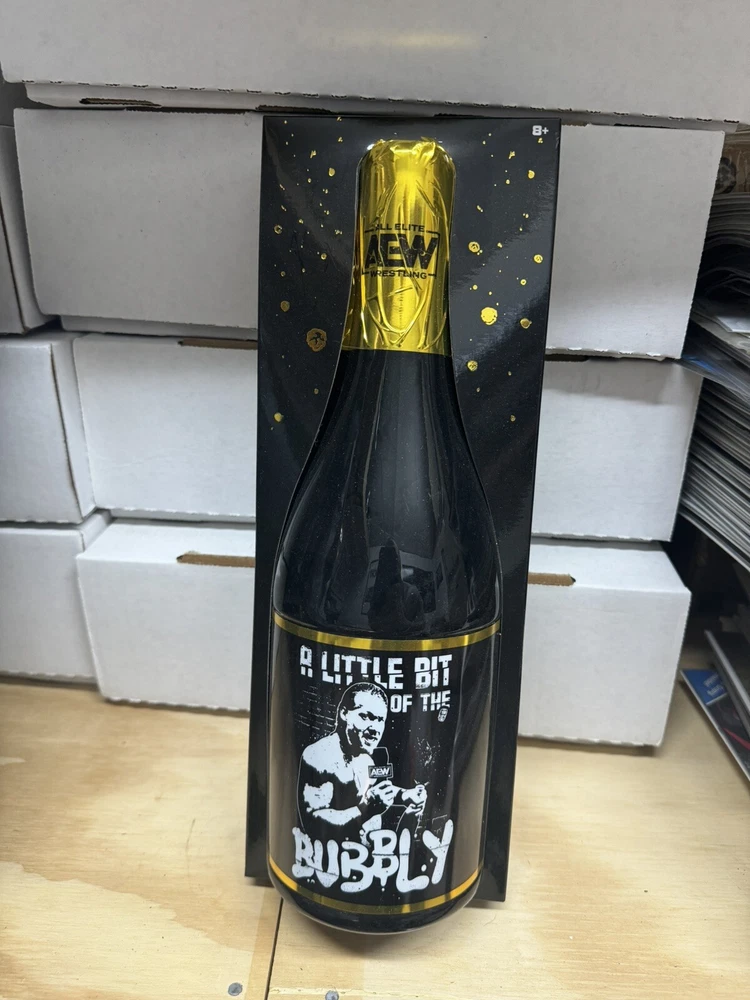 8+
ALL ELITE
AEW
WRESTLING
A LITTLE BIT
OF THE
AEW
BUBBLY